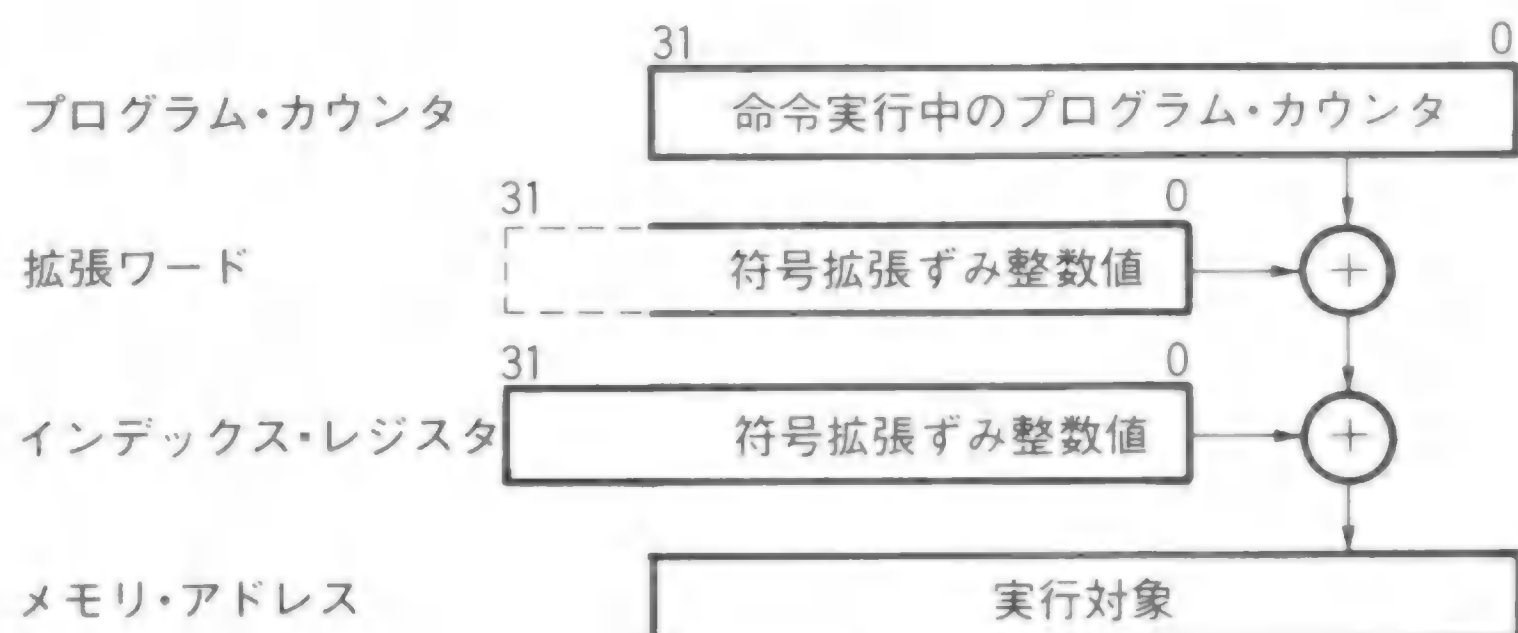 31 0
プログラム・カウンタ 命令実行中のプログラム・カウンタ
31 0
拡張ワード 符号拡張ずみ整数値 +
31 0
インデックス・レジスタ 符号拡張ずみ整数値 +
メモリ・アドレス 実行対象